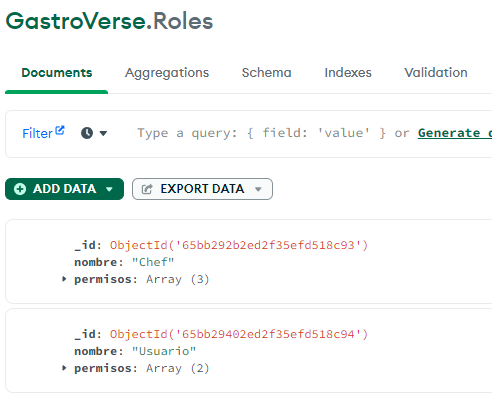 GastroVerse.Roles
Documents Aggregations Schema Indexes Validation
Filter Type a query: { field: 'value' } or Generate
ADD DATA EXPORT DATA
_id: ObjectId('65bb292b2ed2f35efd518c93')
nombre: "Chef"
permisos: Array (3)
_id: ObjectId('65bb29402ed2f35efd518c94')
nombre: "Usuario"
permisos: Array (2)